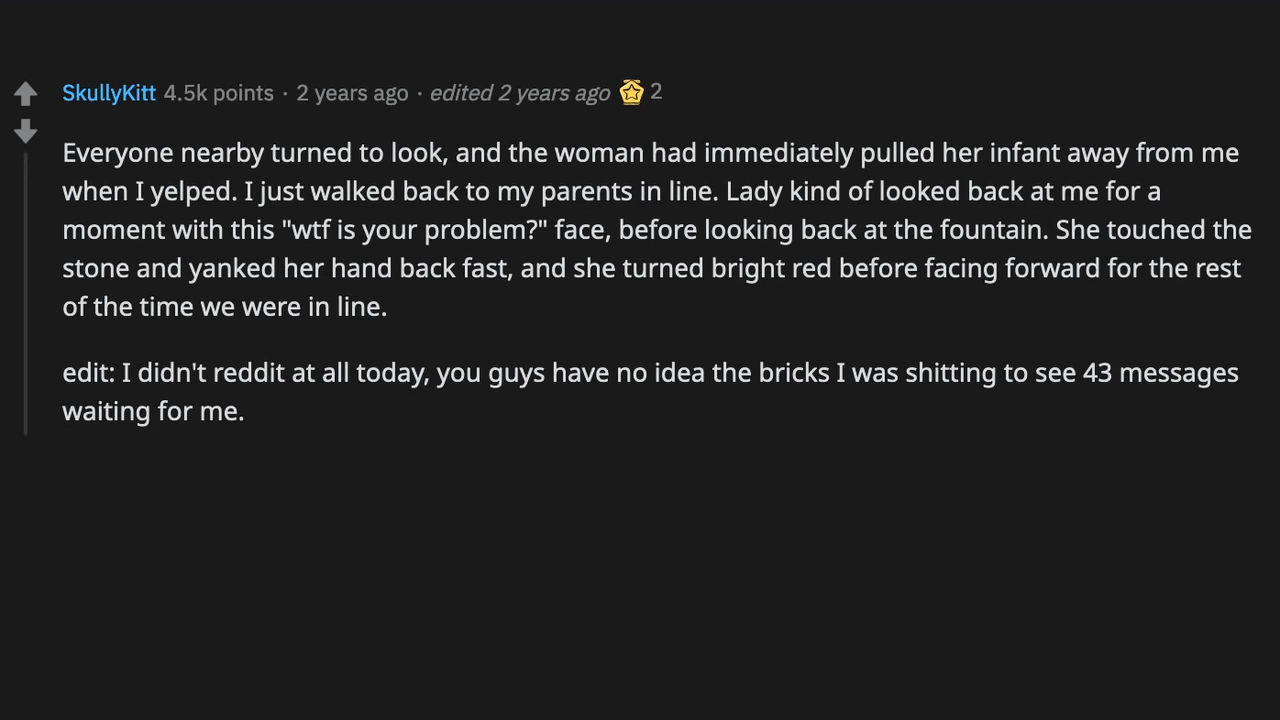 SkullyKitt 4.5k points · 2 years ago · edited 2 years ago 2
Everyone nearby turned to look, and the woman had immediately pulled her infant away from me
when I yelped. I just walked back to my parents in line. Lady kind of looked back at me for a
moment with this "wtf is your problem?" face, before looking back at the fountain. She touched the
stone and yanked her hand back fast, and she turned bright red before facing forward for the rest
of the time we were in line.
edit: I didn't reddit at all today, you guys have no idea the bricks I was shitting to see 43 messages
waiting for me.